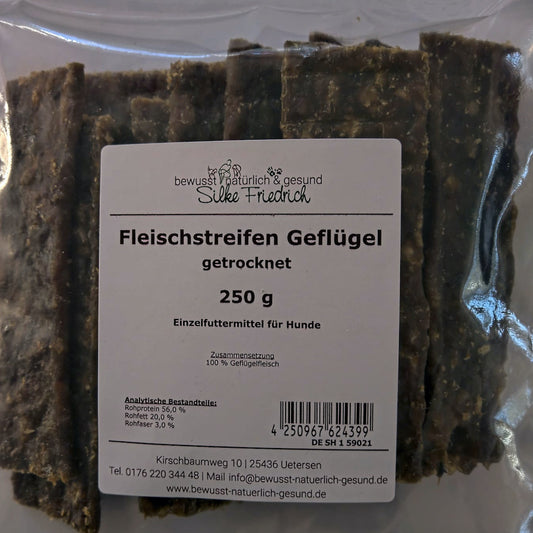 bewusst natürlich & gesund
Silke Friedrich
Fleischstreifen Geflügel
getrocknet
250 g
Einzelfuttermittel für Hunde
Zusammensetzung
100 % Geflügelfleisch
Analytische Bestandteile:
Rohprotein 56,0 %
Rohfett 20,0 %
Rohfaser 3,0 %
4 250967 624399
DE SH 1 59021
Kirschbaumweg 10 | 25436 Uetersen
Tel. 0176 220 344 48 | Mail info@bewusst-natuerlich-gesund.de
www.bewusst-natuerlich-gesund.de